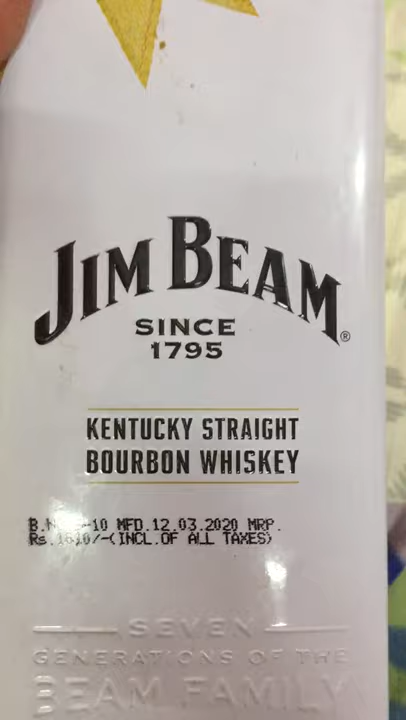 JIM BEAM®
SINCE
1795
KENTUCKY STRAIGHT
BOURBON WHISKEY
MFD.12.03.2020 MRP.
(INCL.OF ALL TAXES)
SEVEN
GENERATIONS OF THE
BEAM FAMILY